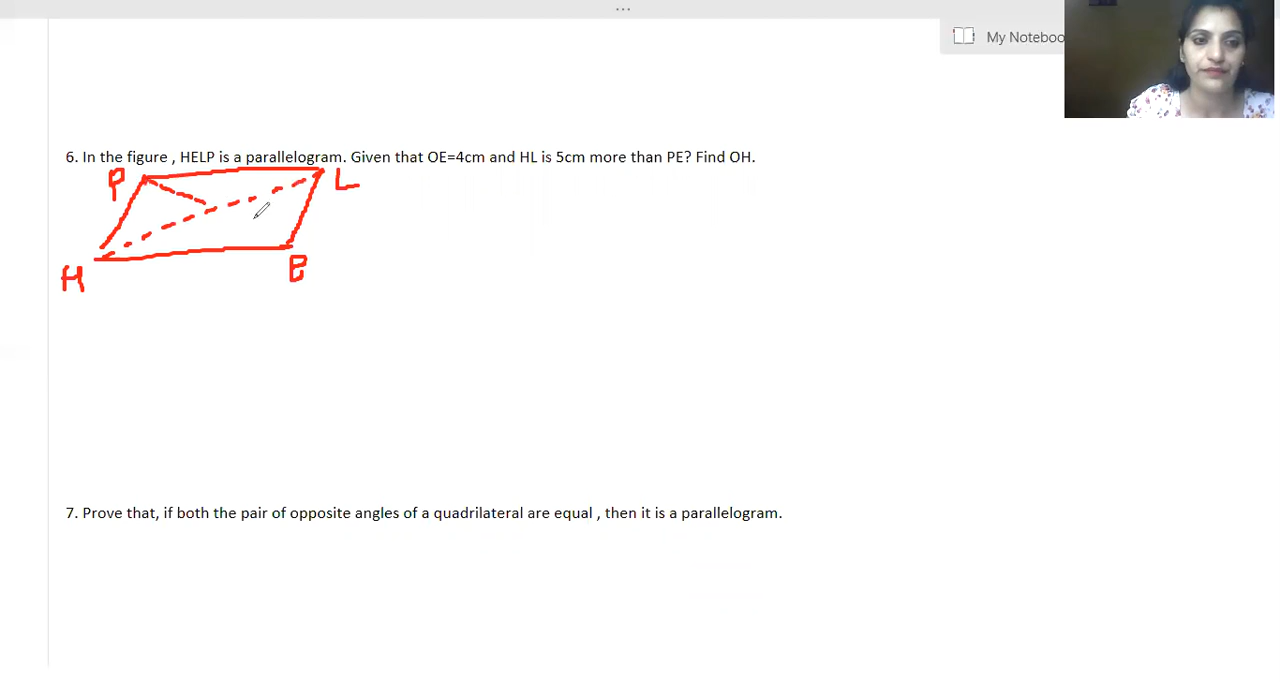 ...
My Noteboo
6. In the figure , HELP is a parallelogram. Given that OE=4cm and HL is 5cm more than PE? Find OH.
P
L
H
E
7. Prove that, if both the pair of opposite angles of a quadrilateral are equal , then it is a parallelogram.